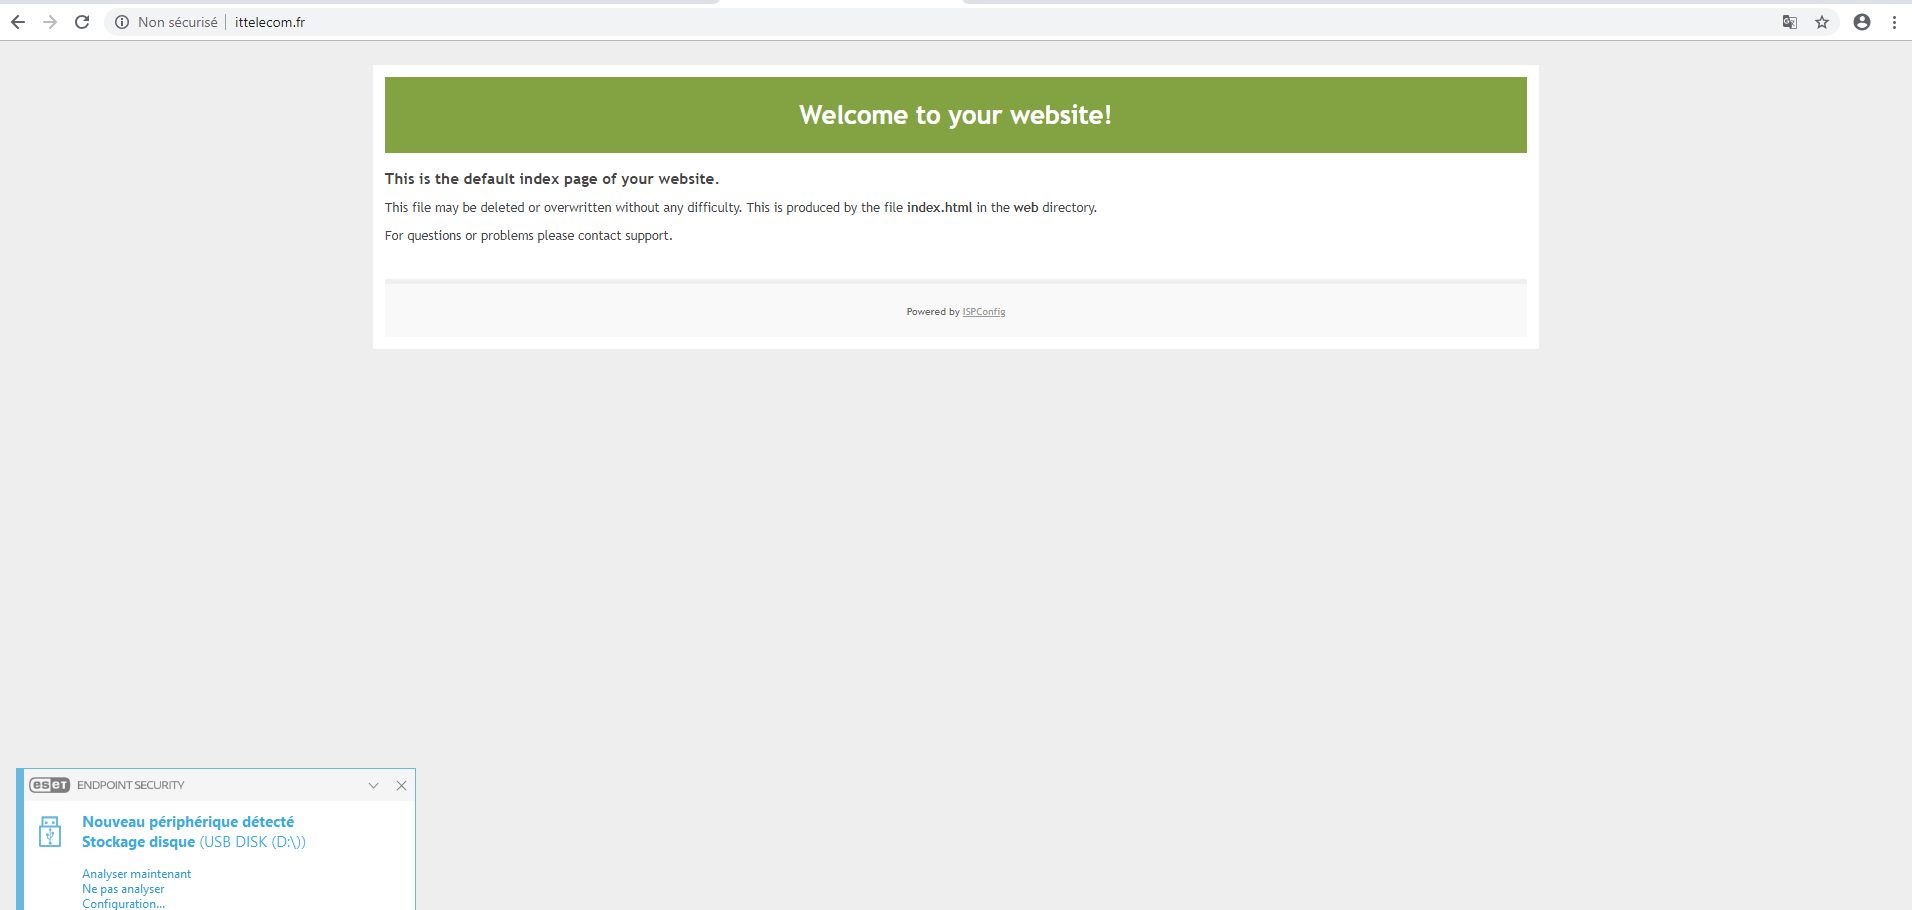 Non sécurisé | ittelecom.fr
Welcome to your website!
This is the default index page of your website.
This file may be deleted or overwritten without any difficulty. This is produced by the file index.html in the web directory.
For questions or problems please contact support.
Powered by ISPConfig
eset ENDPOINT SECURITY
Nouveau périphérique détecté
Stockage disque (USB DISK (D:\))
Analyser maintenant
Ne pas analyser
Configuration...